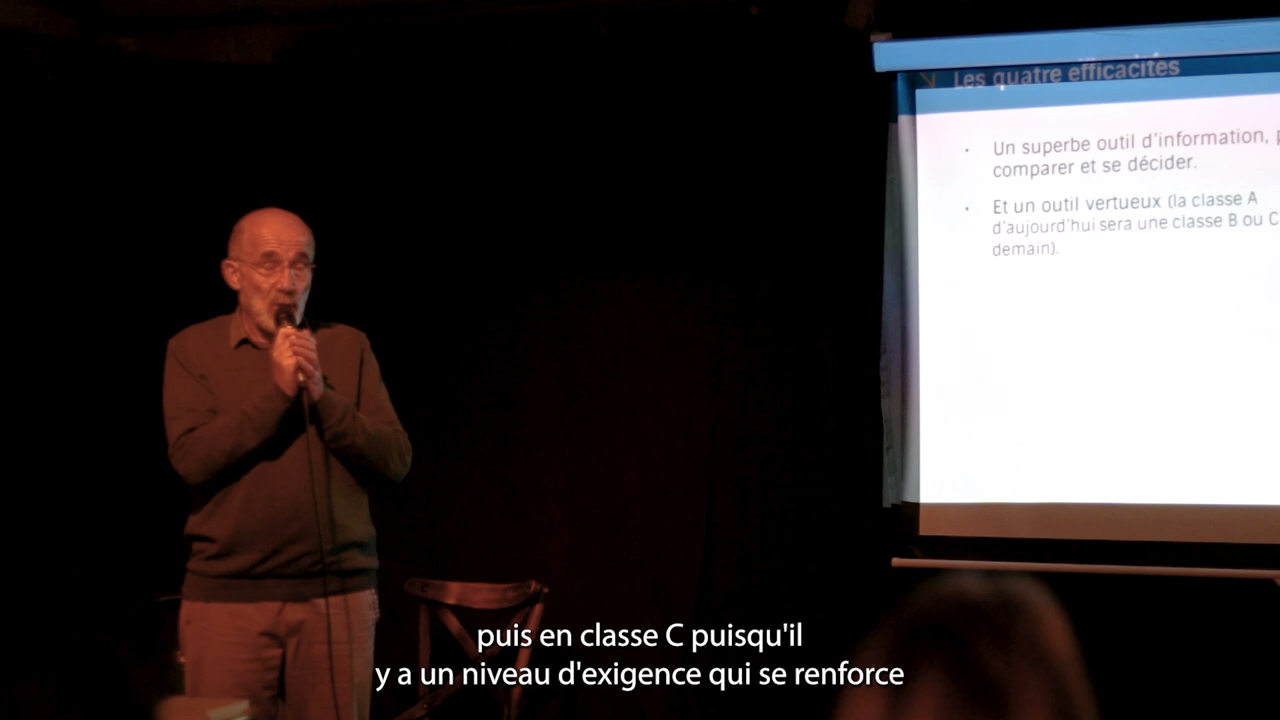 Les quatre efficacités
· Un superbe outil d'information,
comparer et se décider.
· Et un outil vertueux (la classe A
d'aujourd'hui sera une classe B ou C
demain).
puis en classe C puisqu'il
y a un niveau d'exigence qui se renforce